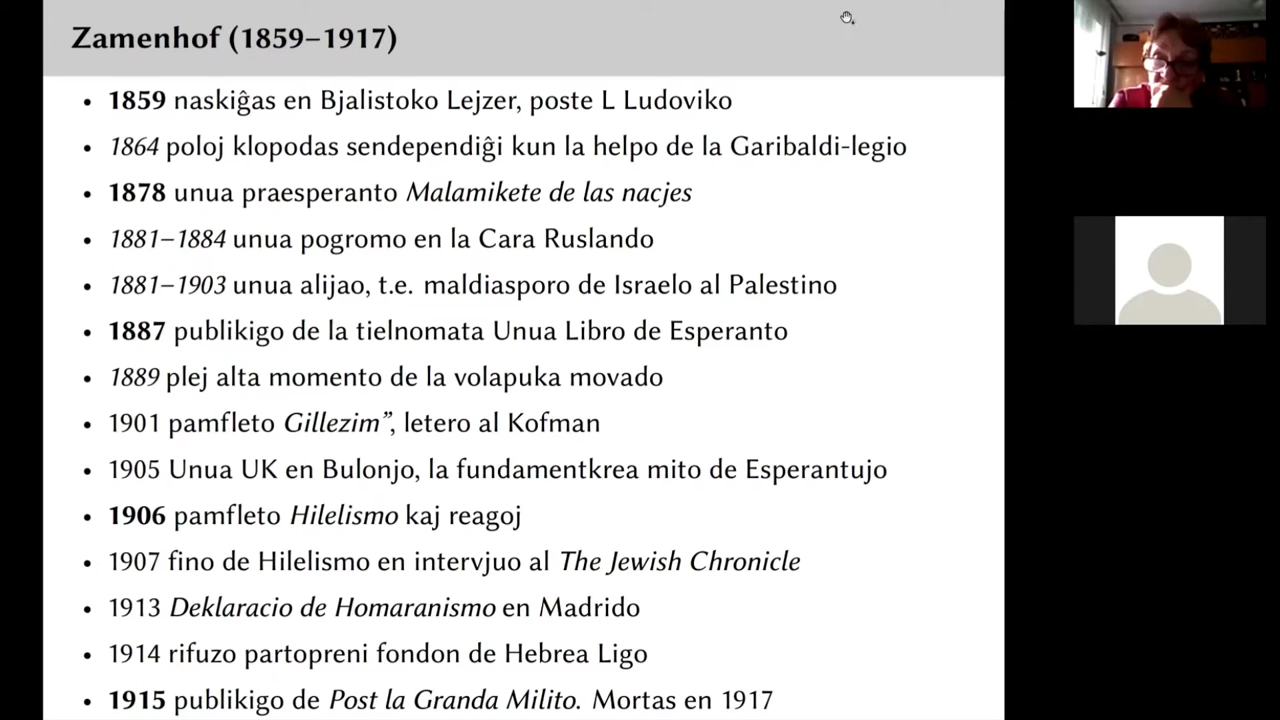 Zamenhof (1859–1917)
• 1859 naskiĝas en Bjalistoko Lejzer, poste L Ludoviko
• 1864 poloj klopodas sendependiĝi kun la helpo de la Garibaldi-legio
• 1878 unua praesperanto Malamikete de las nacjes
• 1881–1884 unua pogromo en la Cara Ruslando
• 1881–1903 unua alijao, t.e. maldiasporo de Israelo al Palestino
• 1887 publikigo de la tielnomata Unua Libro de Esperanto
• 1889 plej alta momento de la volapuka movado
• 1901 pamfleto Gillezim”, letero al Kofman
• 1905 Unua UK en Bulonjo, la fundamentkrea mito de Esperantujo
• 1906 pamfleto Hilelismo kaj reagoj
• 1907 fino de Hilelismo en intervjuo al The Jewish Chronicle
• 1913 Deklaracio de Homaranismo en Madrido
• 1914 rifuzo partopreni fondon de Hebrea Ligo
• 1915 publikigo de Post la Granda Milito. Mortas en 1917